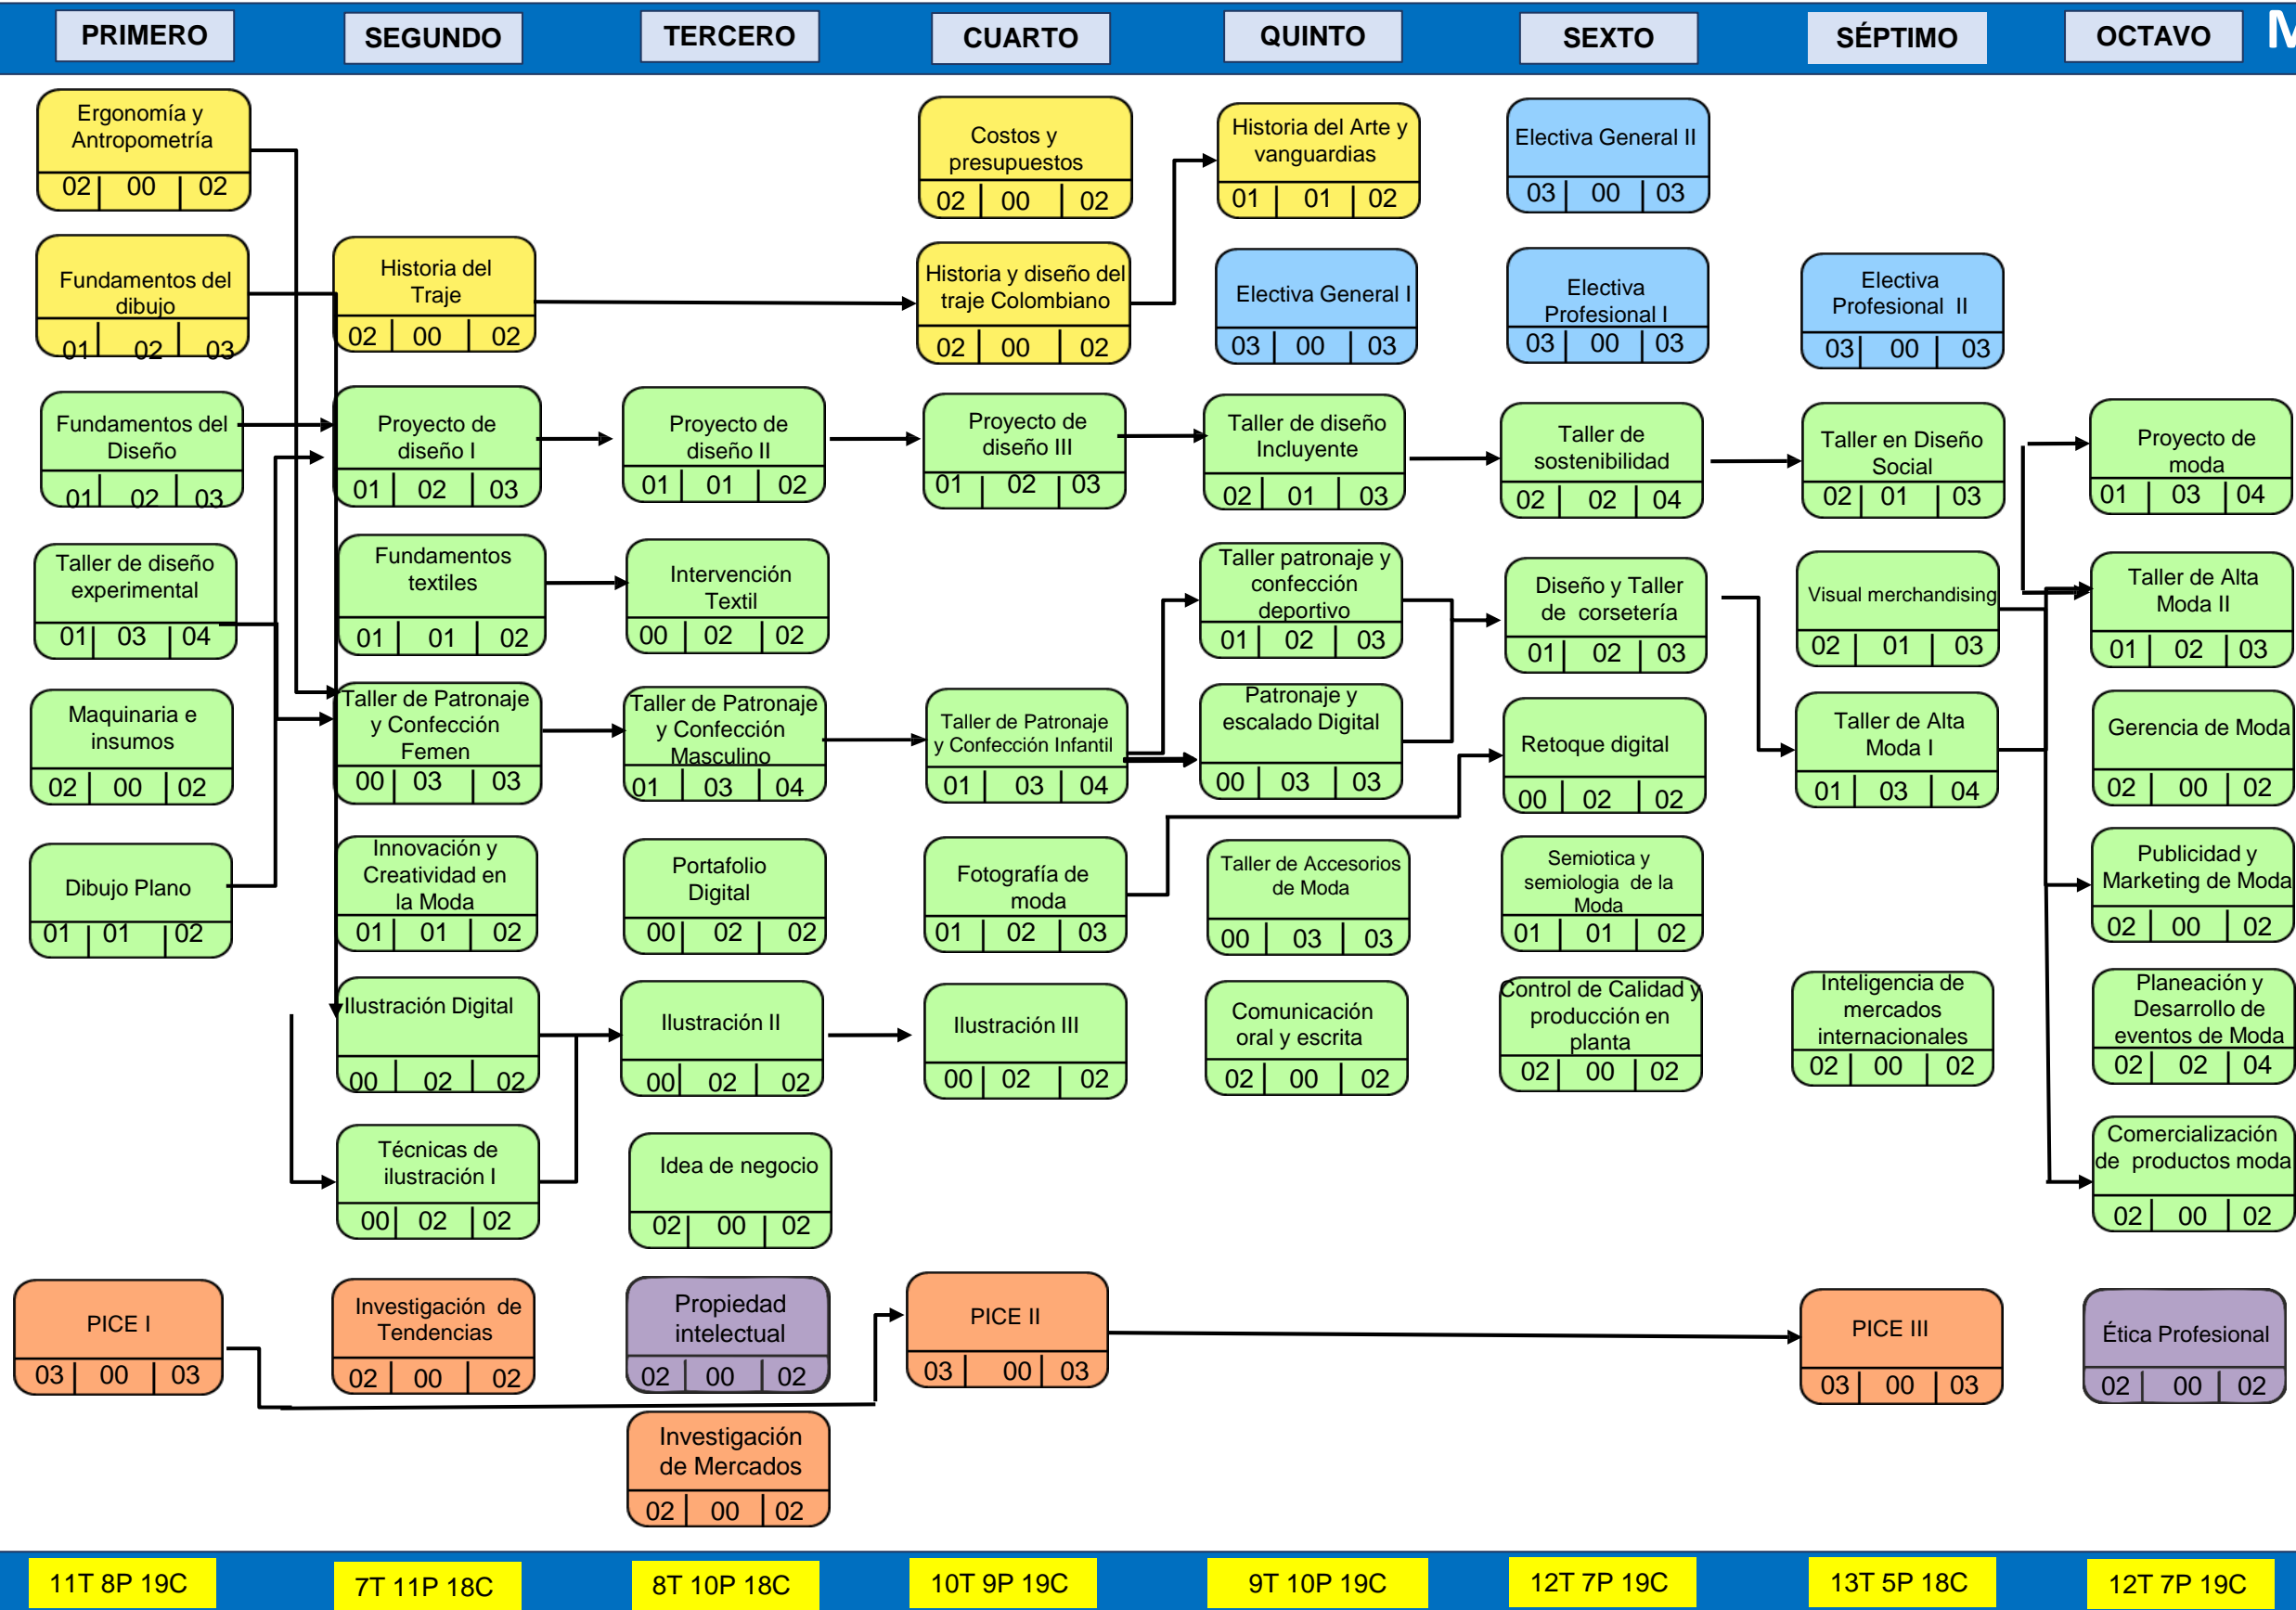 PRIMERO
SEGUNDO
TERCERO
CUARTO
QUINTO
SEXTO
SÉPTIMO
OCTAVO
M
Ergonomía y
Antropometría
02 00 02
Fundamentos del
dibujo
01 02 03
Fundamentos del
Diseño
01 02 03
Taller de diseño
experimental
01 03 04
Maquinaria e
insumos
02 00 02
Dibujo Plano
01 01 02
PICE I
03 00 03
Historia del
Traje
02 00 02
Proyecto de
diseño I
01 02 03
Fundamentos
textiles
01 01 02
Taller de Patronaje
y Confección
Femen
00 03 03
Innovación y
Creatividad en
la Moda
01 01 02
Ilustración Digital
00 02 02
Técnicas de
ilustración I
00 02 02
Investigación de
Tendencias
02 00 02
Proyecto de
diseño II
01 01 02
Intervención
Textil
00 02 02
Taller de Patronaje
y Confección
Masculino
01 03 04
Portafolio
Digital
00 02 02
Ilustración II
00 02 02
Idea de negocio
02 00 02
Propiedad
intelectual
02 00 02
Investigación
de Mercados
02 00 02
Costos y
presupuestos
02 00 02
Historia y diseño del
traje Colombiano
02 00 02
Proyecto de
diseño III
01 02 03
Taller de Patronaje
y Confección Infantil
01 03 04
Fotografía de
moda
01 02 03
Ilustración III
00 02 02
PICE II
03 00 03
Historia del Arte y
vanguardias
01 01 02
Electiva General I
03 00 03
Taller de diseño
Incluyente
02 01 03
Taller patronaje y
confección
deportivo
01 02 03
Patronaje y
escalado Digital
00 03 03
Taller de Accesorios
de Moda
00 03 03
Comunicación
oral y escrita
02 00 02
Electiva General II
03 00 03
Electiva
Profesional I
03 00 03
Taller de
sostenibilidad
02 02 04
Diseño y Taller
de corsetería
01 02 03
Retoque digital
00 02 02
Semiotica y
semiologia de la
Moda
01 01 02
Control de Calidad y
producción en
planta
02 00 02
Electiva
Profesional II
03 00 03
Taller en Diseño
Social
02 01 03
Visual merchandising
02 01 03
Taller de Alta
Moda I
01 03 04
Inteligencia de
mercados
internacionales
02 00 02
PICE III
03 00 03
Proyecto de
moda
01 03 04
Taller de Alta
Moda II
01 02 03
Gerencia de Moda
02 00 02
Publicidad y
Marketing de Moda
02 00 02
Planeación y
Desarrollo de
eventos de Moda
02 02 04
Comercialización
de productos moda
02 00 02
Ética Profesional
02 00 02
11T 8P 19C
7T 11P 18C
8T 10P 18C
10T 9P 19C
9T 10P 19C
12T 7P 19C
13T 5P 18C
12T 7P 19C